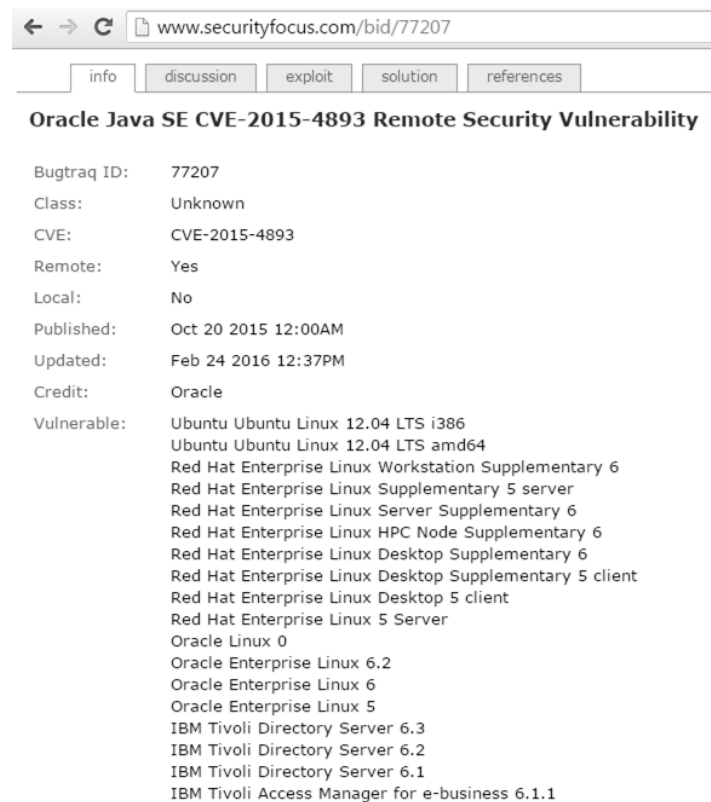 www.securityfocus.com/bid/77207
info discussion exploit solution references
Oracle Java SE CVE-2015-4893 Remote Security Vulnerability
Bugtraq ID: 77207
Class: Unknown
CVE: CVE-2015-4893
Remote: Yes
Local: No
Published: Oct 20 2015 12:00AM
Updated: Feb 24 2016 12:37PM
Credit: Oracle
Vulnerable: Ubuntu Ubuntu Linux 12.04 LTS i386
Ubuntu Ubuntu Linux 12.04 LTS amd64
Red Hat Enterprise Linux Workstation Supplementary 6
Red Hat Enterprise Linux Supplementary 5 server
Red Hat Enterprise Linux Server Supplementary 6
Red Hat Enterprise Linux HPC Node Supplementary 6
Red Hat Enterprise Linux Desktop Supplementary 6
Red Hat Enterprise Linux Desktop Supplementary 5 client
Red Hat Enterprise Linux Desktop 5 client
Red Hat Enterprise Linux 5 Server
Oracle Linux 0
Oracle Enterprise Linux 6.2
Oracle Enterprise Linux 6
Oracle Enterprise Linux 5
IBM Tivoli Directory Server 6.3
IBM Tivoli Directory Server 6.2
IBM Tivoli Directory Server 6.1
IBM Tivoli Access Manager for e-business 6.1.1